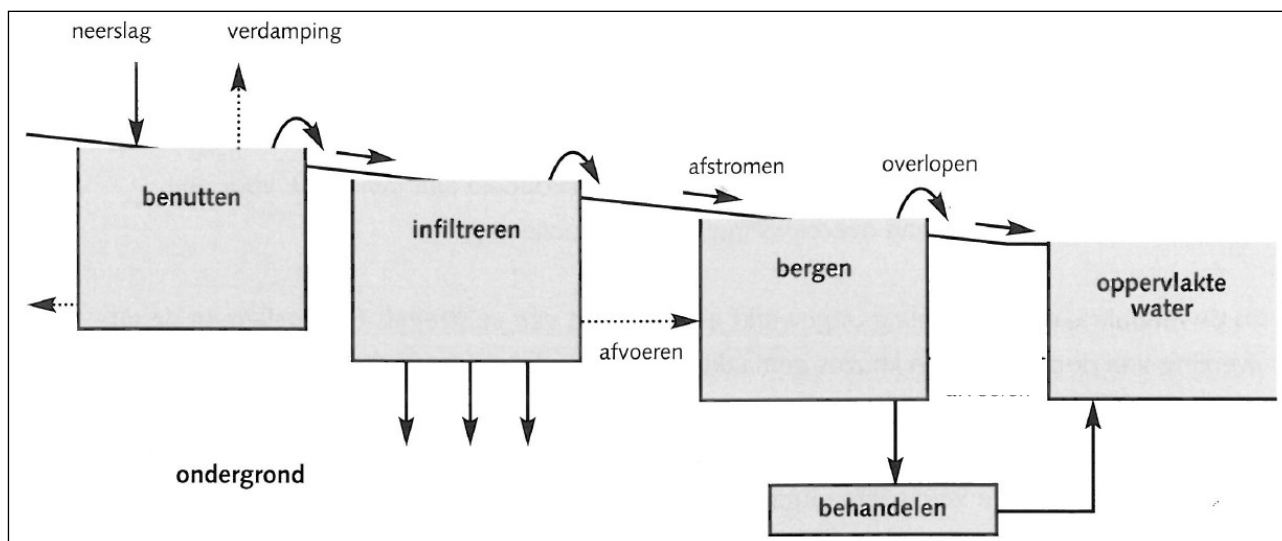 neerslag
verdamping
benutten
infiltreren
afstromen
overlopen
bergen
oppervlakte
water
afvoeren
ondergrond
behandelen